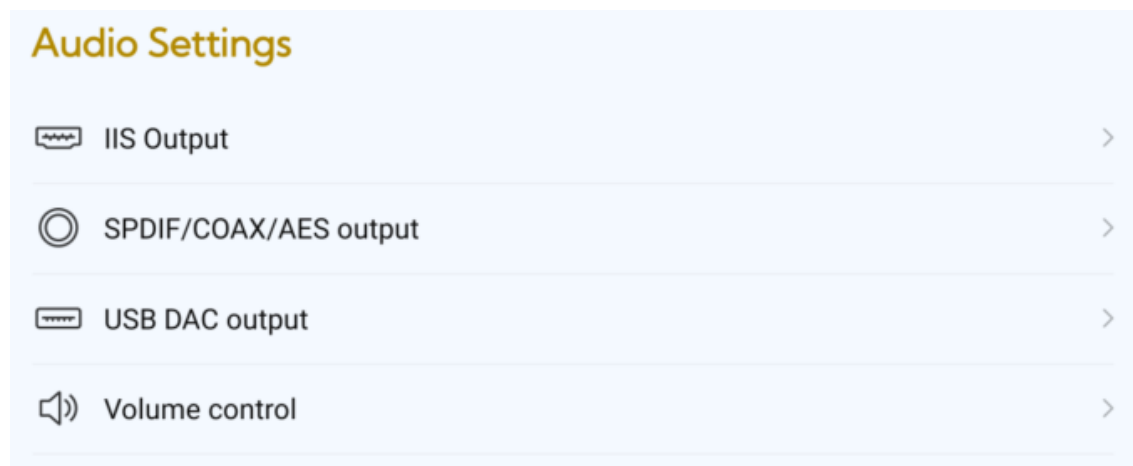 Audio Settings
IIS Output
SPDIF/COAX/AES output
USB DAC output
Volume control